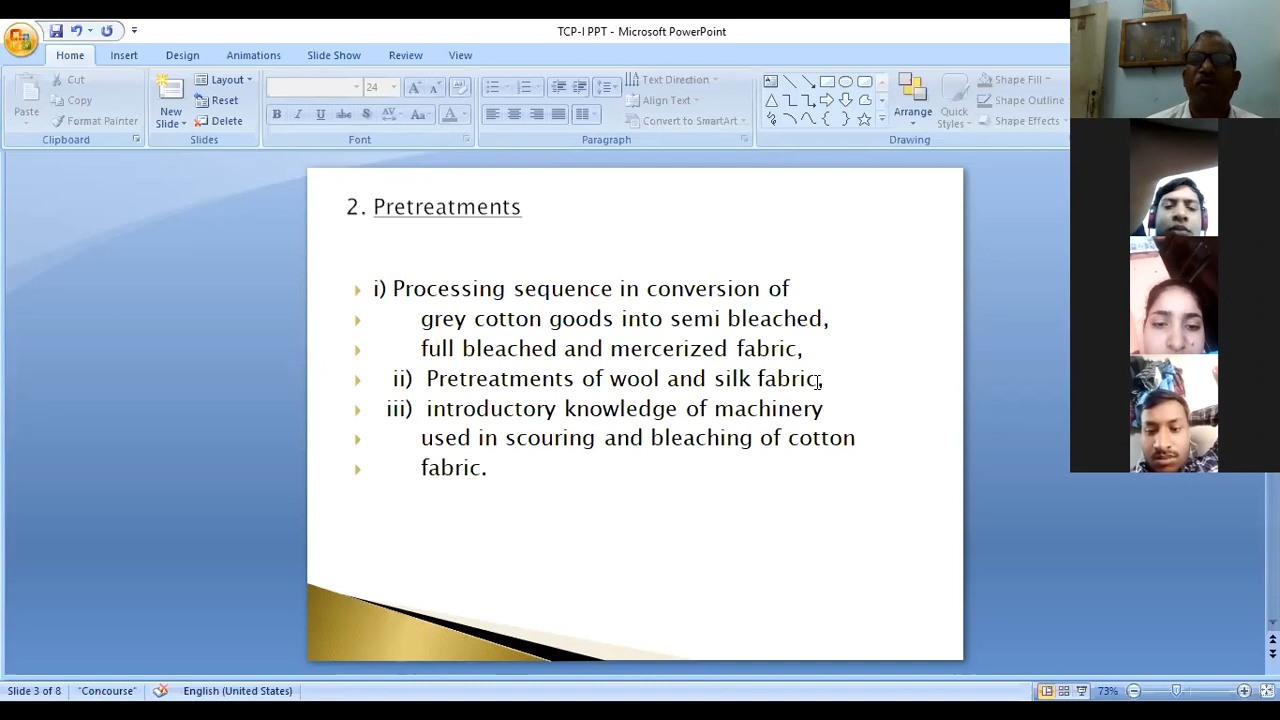 TCP-I PPT - Microsoft PowerPoint
Home Insert Design Slide Show Animations Review View
Cut
Copy
Format Painter
Paste
Clipboard
New Slide
Layout
Reset
Delete
Slides
24
B I U abc S AV Aa A
Font
Text Direction
Align Text
Convert to SmartArt
Paragraph
Arrange
Quick Styles
Shape Fill
Shape Outline
Shape Effects
Drawing
2. Pretreatments
i) Processing sequence in conversion of
grey cotton goods into semi bleached,
full bleached and mercerized fabric,
ii) Pretreatments of wool and silk fabric,
iii) introductory knowledge of machinery
used in scouring and bleaching of cotton
fabric.
Slide 3 of 8 "Concourse" English (United States) 73%